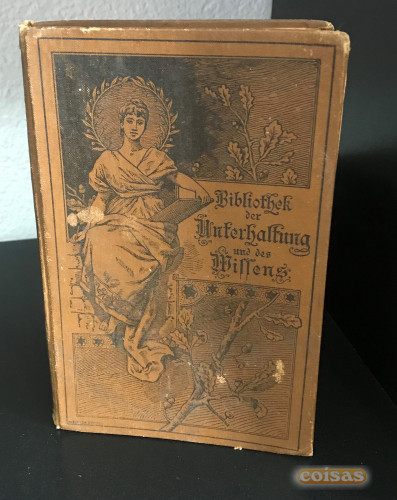 Bibliothek
der
Unterhaltung
und des
Wissens.
coisas